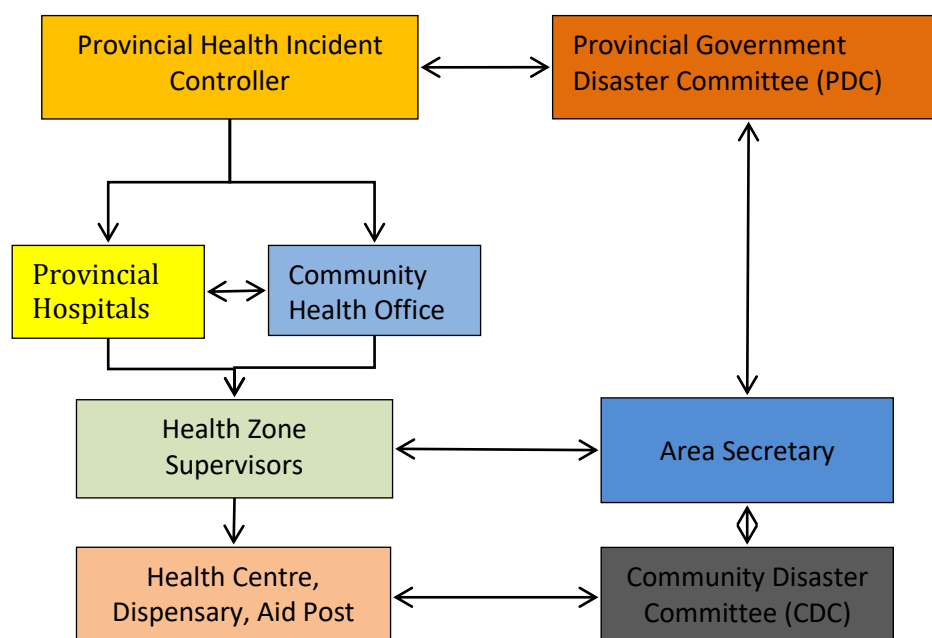 Provincial Health Incident
Controller
Provincial Government
Disaster Committee (PDC)
Provincial
Hospitals
Community
Health Office
Health Zone
Supervisors
Area Secretary
Health Centre,
Dispensary, Aid Post
Community Disaster
Committee (CDC)